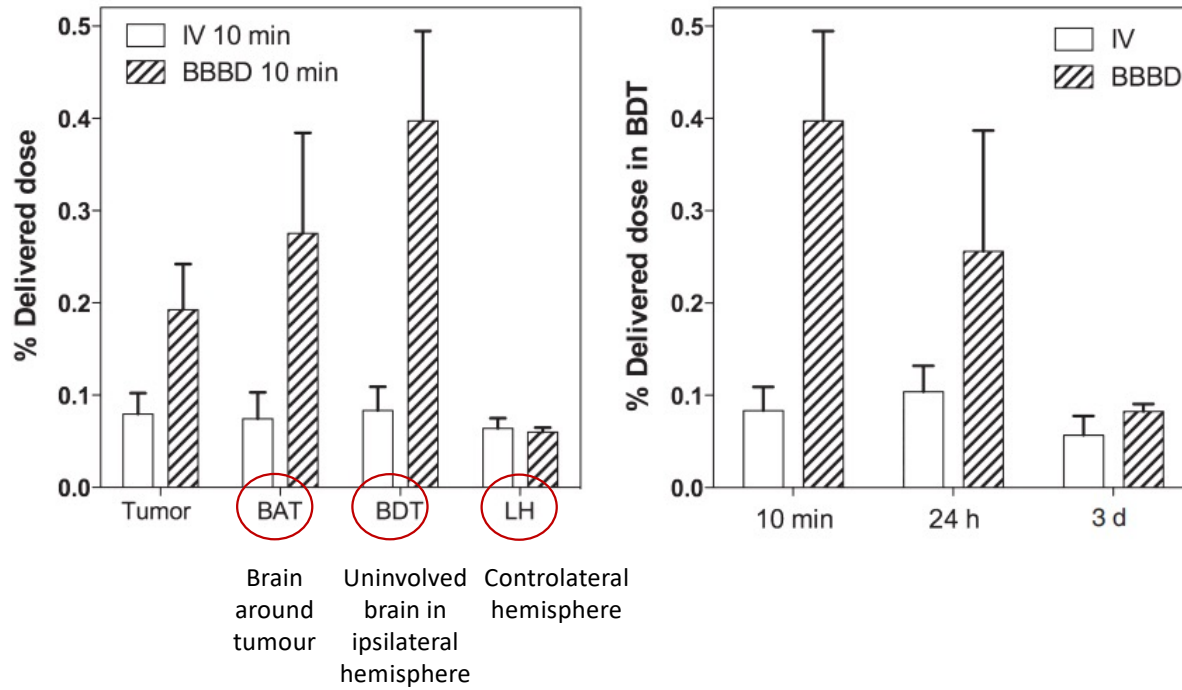 % Delivered dose
0.5
0.4
0.3
0.2
0.1
0.0
IV 10 min
BBBD 10 min
Tumor
BAT
BDT
LH
Brain
around
tumour
Uninvolved
brain in
ipsilateral
hemisphere
Controlateral
hemisphere
% Delivered dose in BDT
0.5
0.4
0.3
0.2
0.1
0.0
IV
BBBD
10 min
24 h
3 d